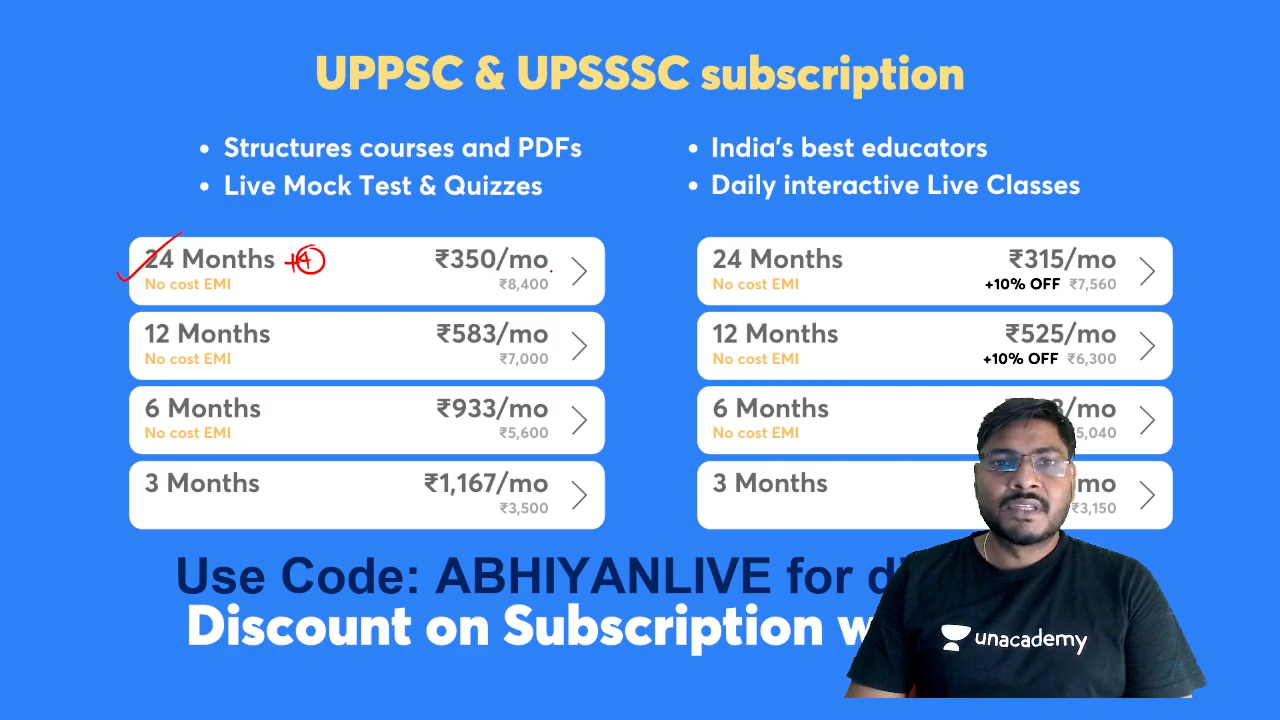 UPPSC & UPSSSC subscription
• Structures courses and PDFs
• Live Mock Test & Quizzes
• India's best educators
• Daily interactive Live Classes
24 Months +4
₹350/mo
No cost EMI
₹8,400
12 Months
₹583/mo
No cost EMI
₹7,000
6 Months
₹933/mo
No cost EMI
₹5,600
3 Months
₹1,167/mo
₹3,500
24 Months
₹315/mo
No cost EMI
+10% OFF ₹7,560
12 Months
₹525/mo
No cost EMI
+10% OFF ₹6,300
6 Months
/mo
No cost EMI
5,040
3 Months
mo
₹3,150
Use Code: ABHIYANLIVE for
Discount on Subscription
unacademy